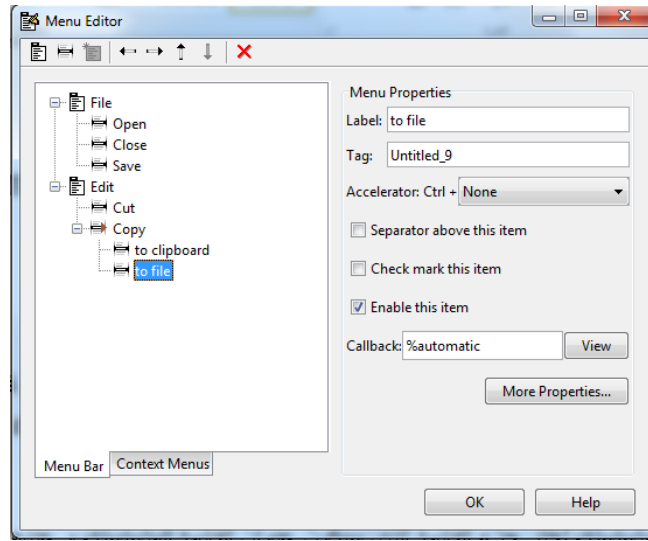 Menu Editor
File
Open
Close
Save
Edit
Cut
Copy
to clipboard
to file
Menu Bar
Context Menus
Menu Properties
Label: to file
Tag: Untitled_9
Accelerator: Ctrl + None
Separator above this item
Check mark this item
Enable this item
Callback: %automatic View
More Properties...
OK Help